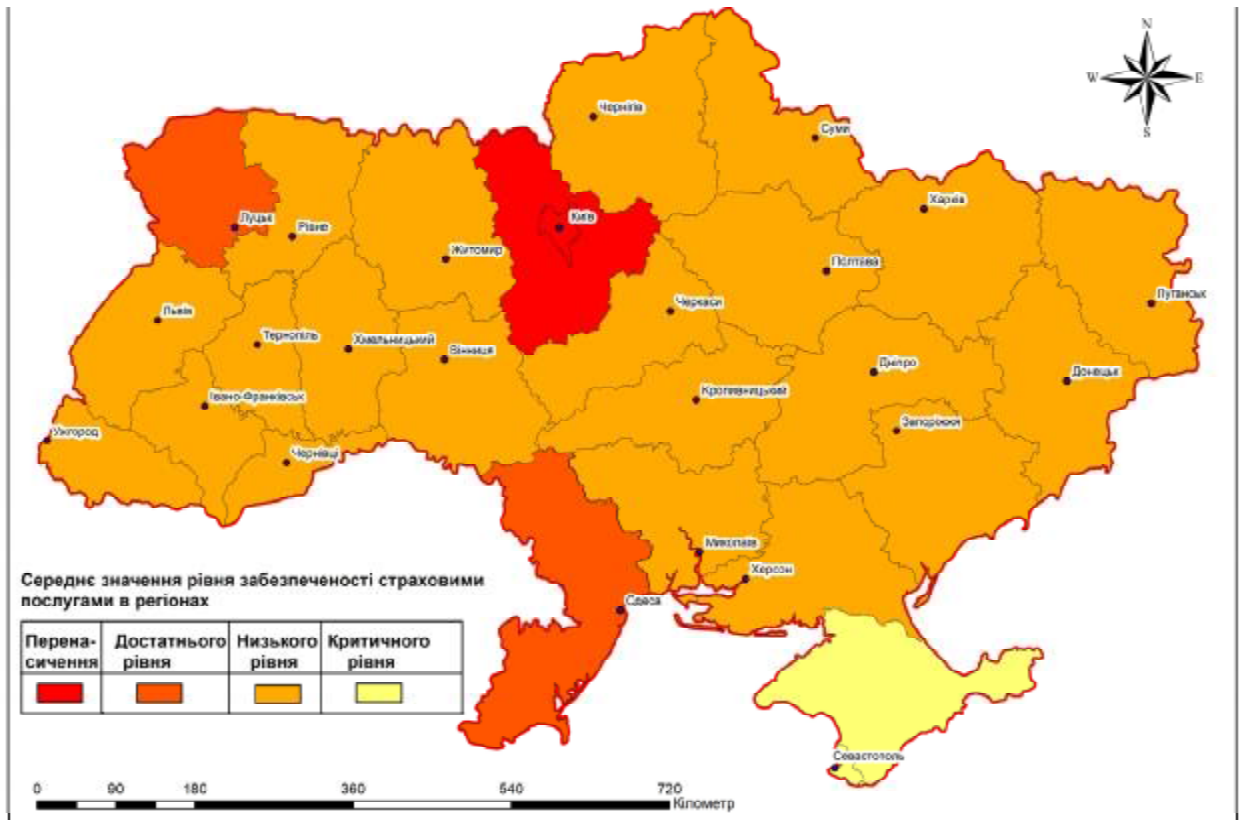 N
W
E
S
Чернігів
Суми
Луцьк
Рівне
Київ
Харків
Житомир
Полтава
Львів
Черкаси
Луганськ
Тернопіль
Хмельницький
Вінниця
Дніпро
Донецьк
Івано-Франківськ
Кропивницький
Ужгород
Запоріжжя
Чернівці
Миколаїв
Херсон
Одеса
Севастополь
Середнє значення рівня забезпеченості страховими
послугами в регіонах
Перена-
сичення
Достатнього
рівня
Низького
рівня
Критичного
рівня
0 90 180 360 540 720
Кілометр